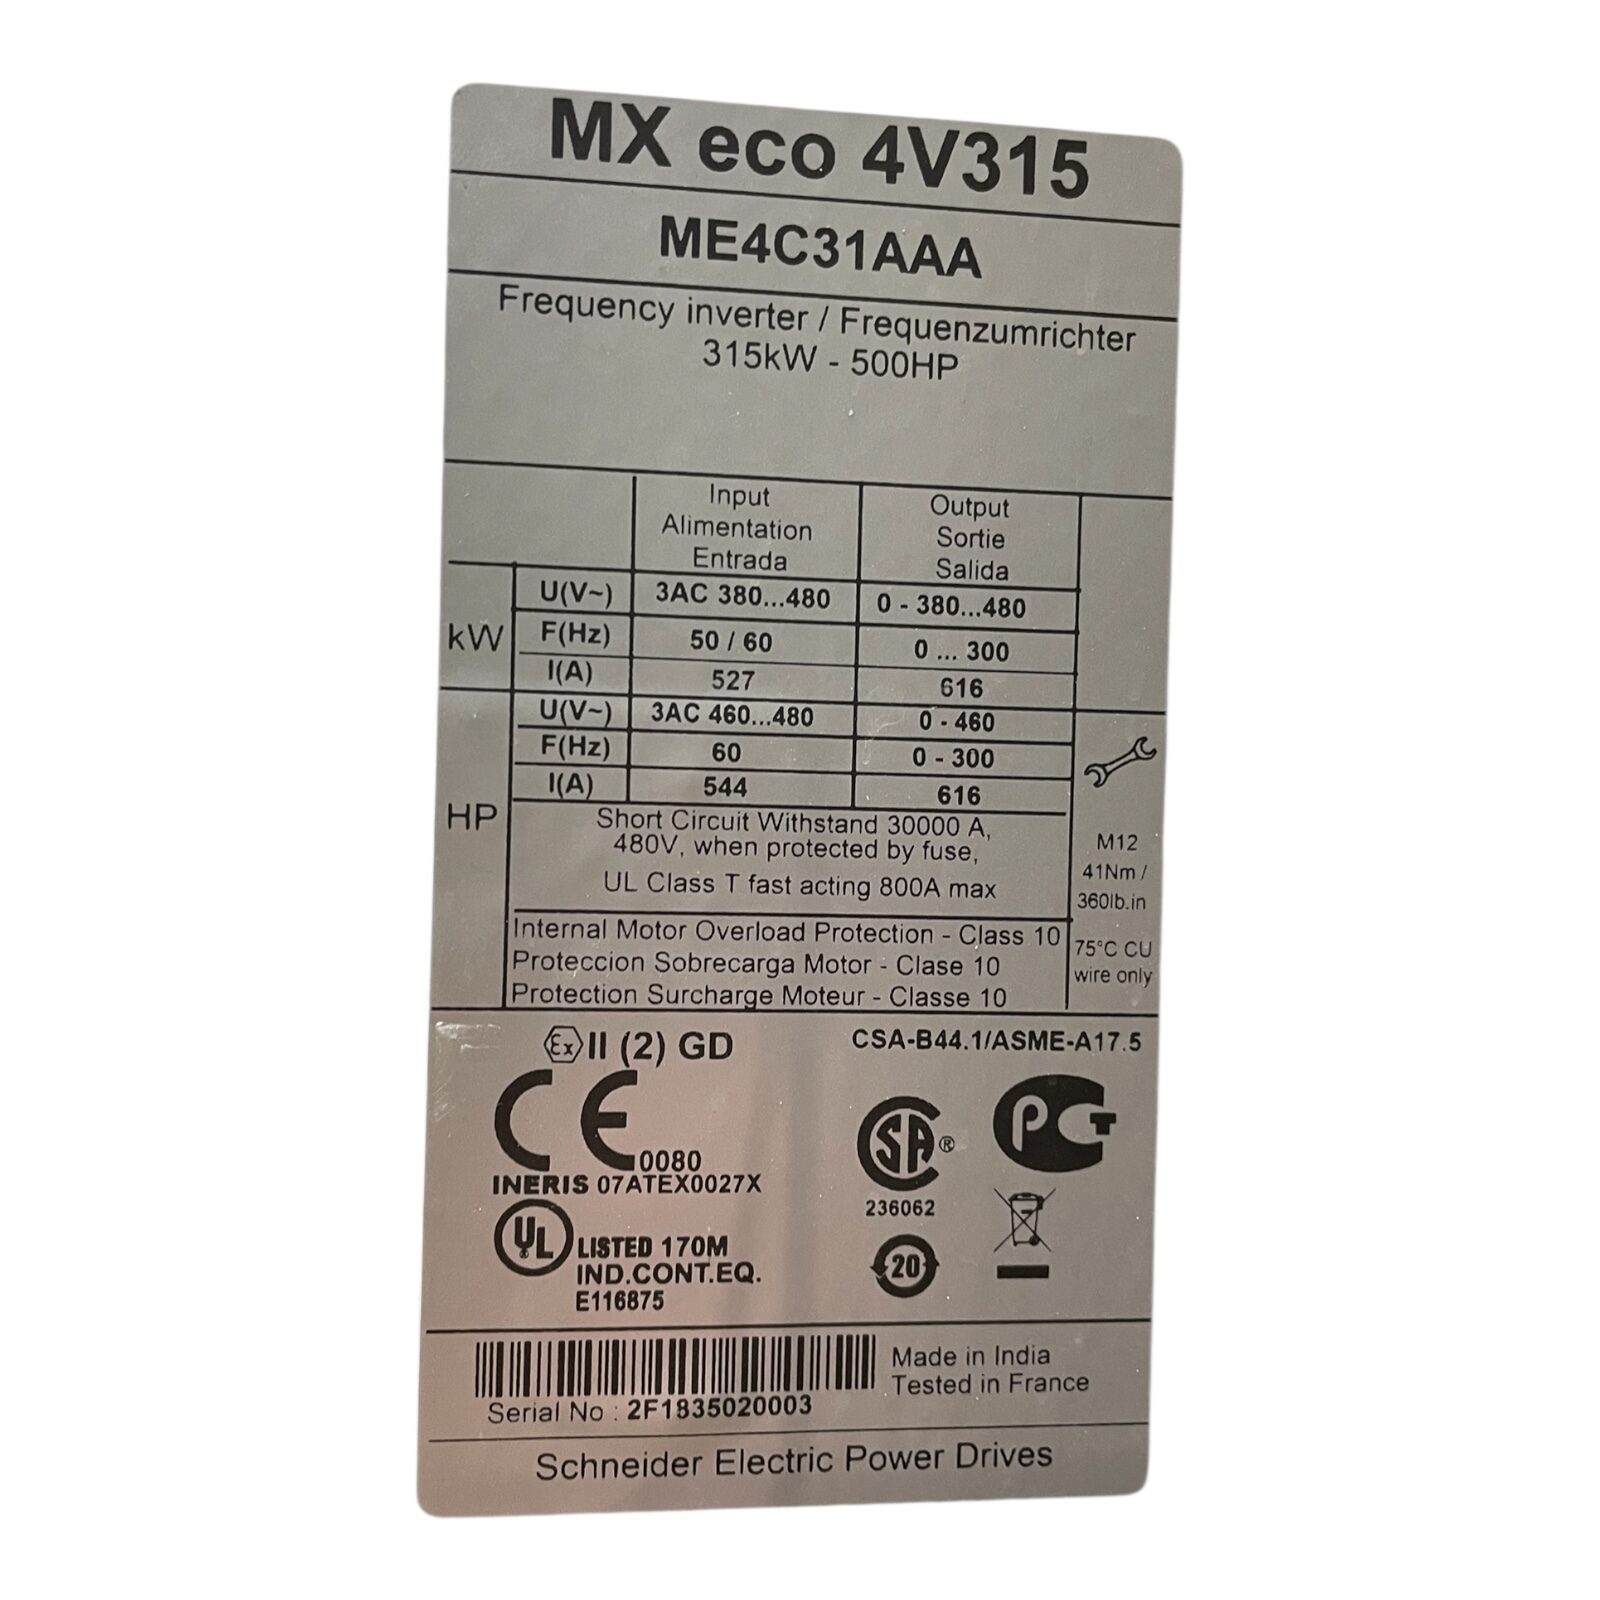 MX eco 4V315
ME4C31AAA
Frequency inverter / Frequenzumrichter
315kW - 500HP
Input
Alimentation
Entrada
Output
Sortie
Salida
kW
U(V~) 3AC 380...480 0 - 380...480
F(Hz) 50 / 60 0 ... 300
I(A) 527 616
HP
U(V~) 3AC 460...480 0 - 460
F(Hz) 60 0 - 300
I(A) 544 616
Short Circuit Withstand 30000 A,
480V, when protected by fuse,
UL Class T fast acting 800A max
Internal Motor Overload Protection - Class 10
Proteccion Sobrecarga Motor - Clase 10
Protection Surcharge Moteur - Classe 10
M12
41Nm /
360lb.in
75°C CU
wire only
Ex II (2) GD
CE 0080
INERIS 07ATEX0027X
UL LISTED 170M
IND.CONT.EQ.
E116875
CSA-B44.1/ASME-A17.5
SA ®
236062
PCT
20
Made in India
Tested in France
Serial No : 2F1835020003
Schneider Electric Power Drives